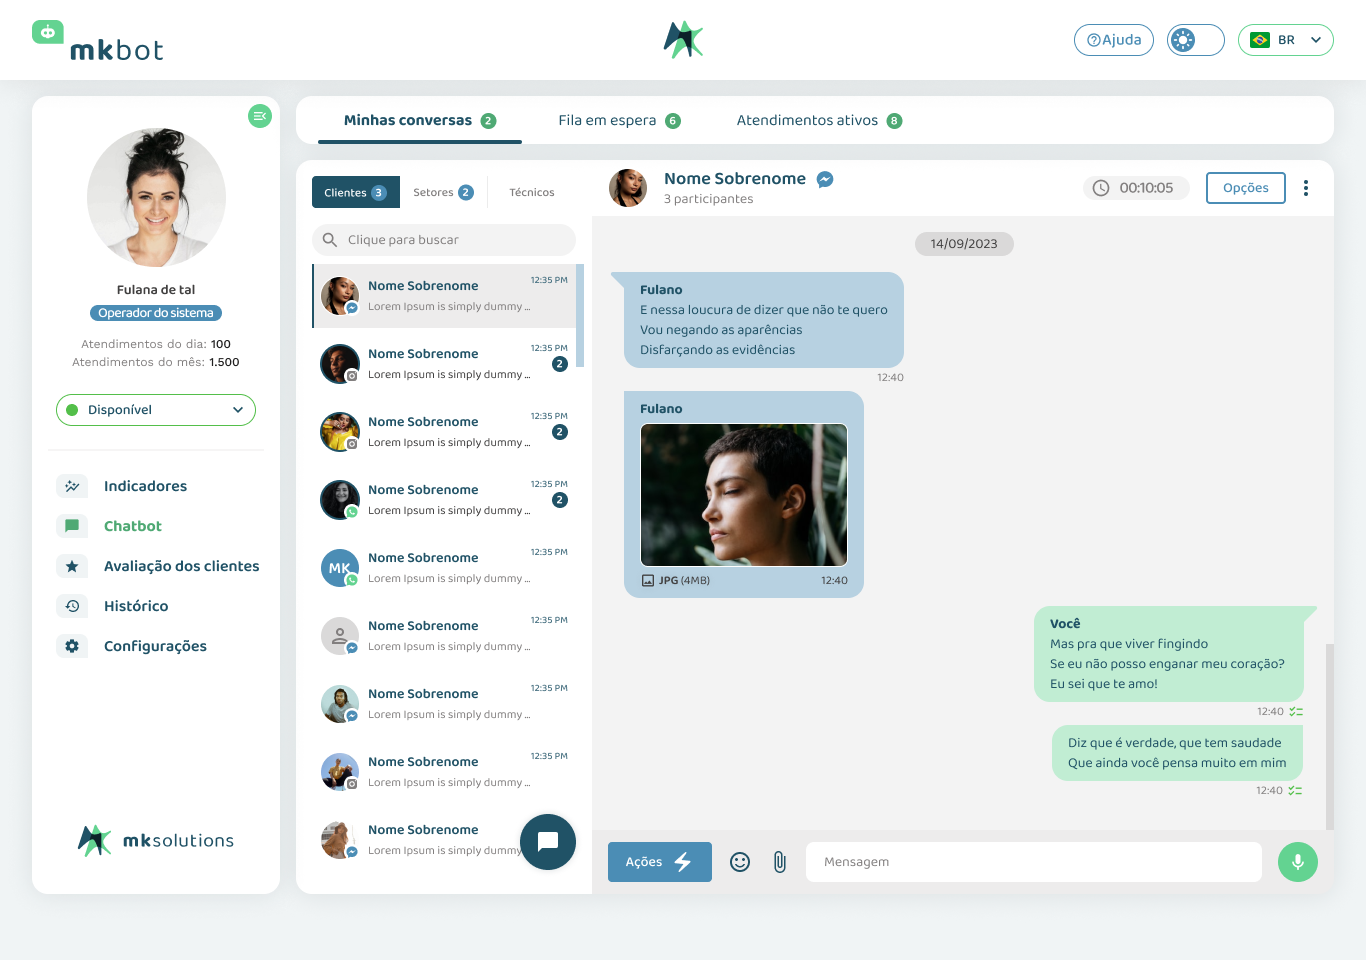 mkbot
Ajuda
BR
Fulana de tal
Operador do sistema
Atendimentos do dia: 100
Atendimentos do mês: 1.500
Disponível
Indicadores
Chatbot
Avaliação dos clientes
Histórico
Configurações
mksolutions
Minhas conversas 2
Fila em espera 6
Atendimentos ativos 8
Clientes 3
Setores 2
Técnicos
Clique para buscar
Nome Sobrenome 12:35 PM
Lorem Ipsum is simply dummy ...
Nome Sobrenome 12:35 PM
Lorem Ipsum is simply dummy ... 2
Nome Sobrenome 12:35 PM
Lorem Ipsum is simply dummy ... 2
Nome Sobrenome 12:35 PM
Lorem Ipsum is simply dummy ... 2
MK
Nome Sobrenome 12:35 PM
Lorem Ipsum is simply dummy ...
Nome Sobrenome 12:35 PM
Lorem Ipsum is simply dummy ...
Nome Sobrenome 12:35 PM
Lorem Ipsum is simply dummy ...
Nome Sobrenome 12:35 PM
Lorem Ipsum is simply dummy ...
Nome Sobrenome
Lorem Ipsum is simply dummy
Nome Sobrenome
3 participantes
00:10:05
Opções
14/09/2023
Fulano
E nessa loucura de dizer que não te quero
Vou negando as aparências
Disfarçando as evidências
12:40
Fulano
JPG (4MB) 12:40
Você
Mas pra que viver fingindo
Se eu não posso enganar meu coração?
Eu sei que te amo!
12:40
Diz que é verdade, que tem saudade
Que ainda você pensa muito em mim
12:40
Ações
Mensagem